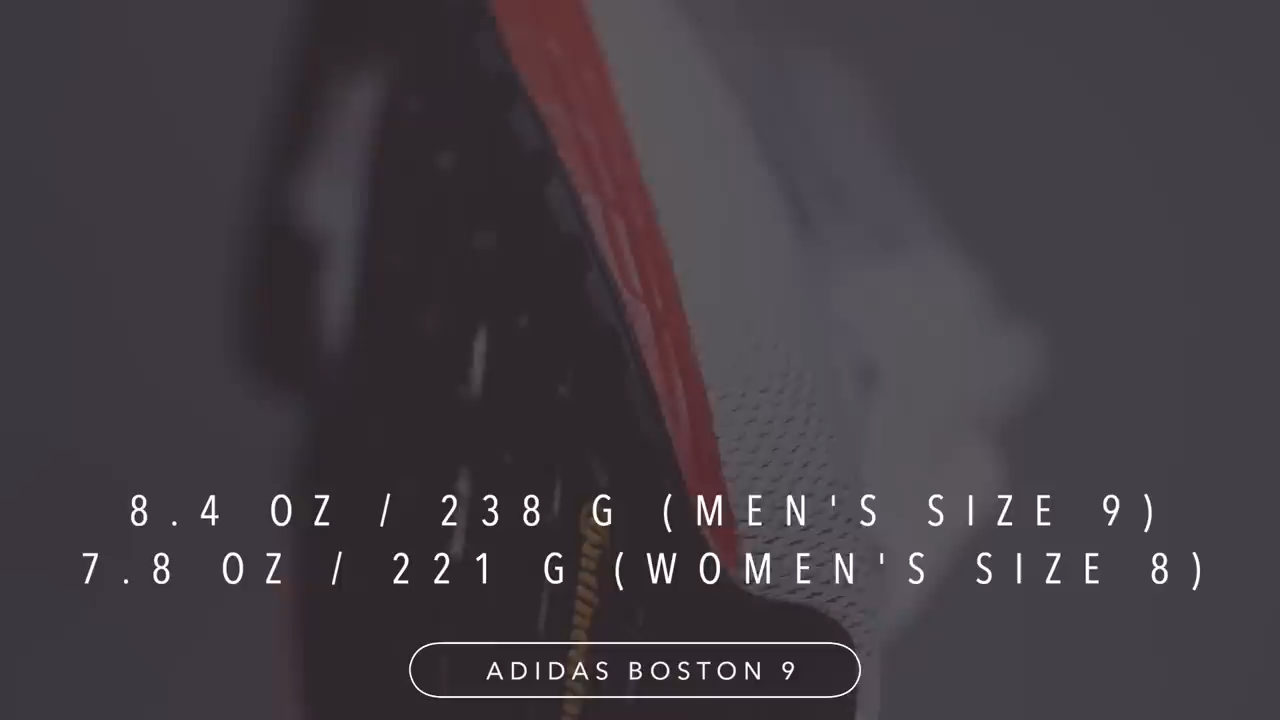 8.4 OZ / 238 G (MEN'S SIZE 9)
7.8 OZ / 221 G (WOMEN'S SIZE 8)
ADIDAS BOSTON 9